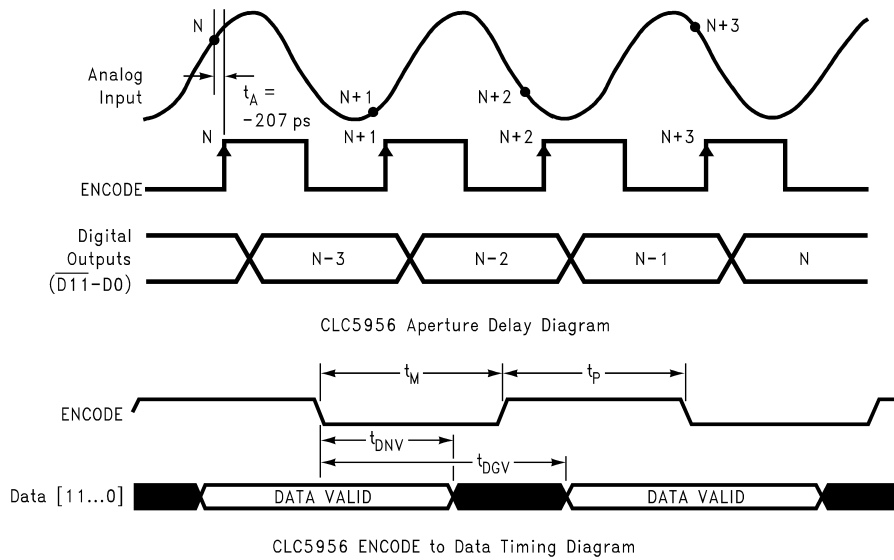 N
N+3
Analog
Input
t_A =
-207 ps
N+1
N+2
N
N+1
N+2
N+3
ENCODE
Digital
Outputs
(D11-D0)
N-3
N-2
N-1
N
CLC5956 Aperture Delay Diagram
t_M
t_P
ENCODE
t_DNV
t_DGV
Data [11...0]
DATA VALID
DATA VALID
CLC5956 ENCODE to Data Timing Diagram